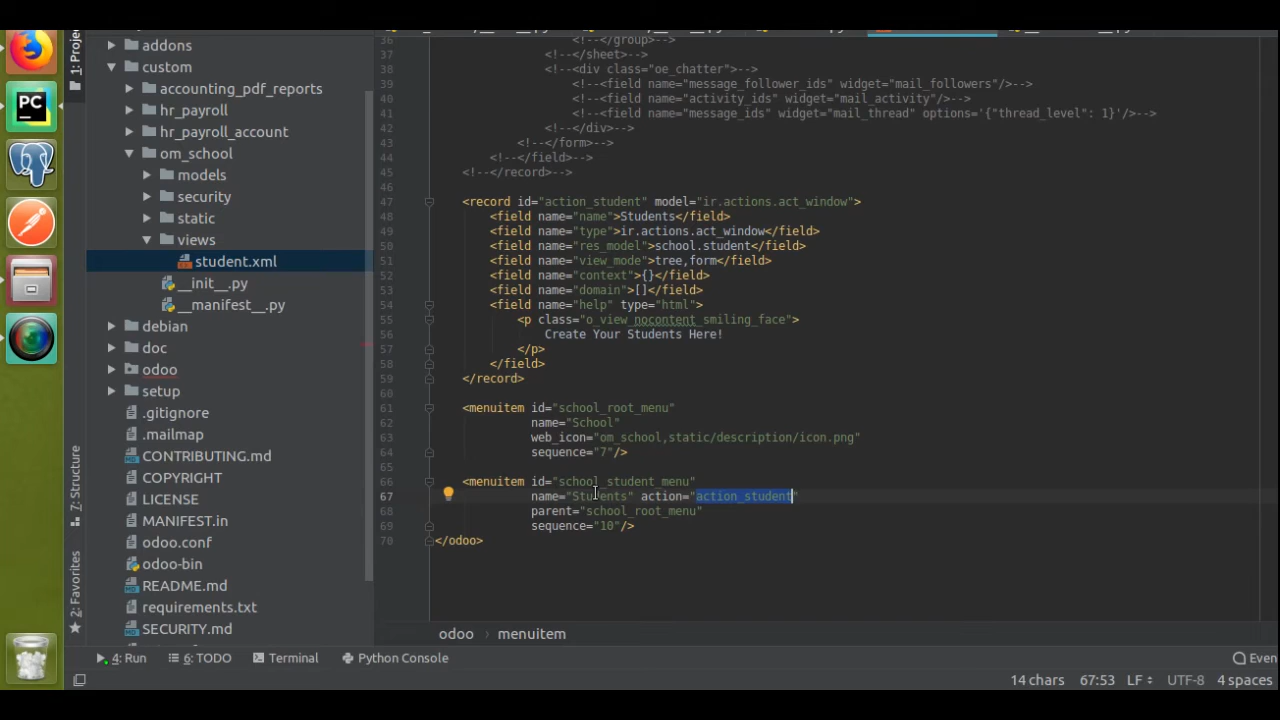 1: Project
addons
custom
accounting_pdf_reports
hr_payroll
hr_payroll_account
om_school
models
security
static
views
student.xml
__init__.py
__manifest__.py
debian
doc
odoo
setup
.gitignore
.mailmap
CONTRIBUTING.md
COPYRIGHT
LICENSE
MANIFEST.in
odoo.conf
odoo-bin
README.md
requirements.txt
SECURITY.md
7: Structure
2: Favorites
PC
36 <!--</group>-->
37 <!--</sheet>-->
38 <!--<div class="oe_chatter">-->
39 <!--<field name="message_follower_ids" widget="mail_followers"/>-->
40 <!--<field name="activity_ids" widget="mail_activity"/>-->
41 <!--<field name="message_ids" widget="mail_thread" options='{"thread_level": 1}'/>-->
42 <!--</div>-->
43 <!--</form>-->
44 <!--</field>-->
45 <!--</record>-->
46
47 <record id="action_student" model="ir.actions.act_window">
48 <field name="name">Students</field>
49 <field name="type">ir.actions.act_window</field>
50 <field name="res_model">school.student</field>
51 <field name="view_mode">tree,form</field>
52 <field name="context">{}</field>
53 <field name="domain">[]</field>
54 <field name="help" type="html">
55 <p class="o_view_nocontent_smiling_face">
56 Create Your Students Here!
57 </p>
58 </field>
59 </record>
60
61 <menuitem id="school_root_menu"
62 name="School"
63 web_icon="om_school,static/description/icon.png"
64 sequence="7"/>
65
66 <menuitem id="school_student_menu"
67 name="Students" action="action_student"
68 parent="school_root_menu"
69 sequence="10"/>
70 </odoo>
odoo › menuitem
4: Run 6: TODO Terminal Python Console Even
14 chars 67:53 LF UTF-8 4 spaces